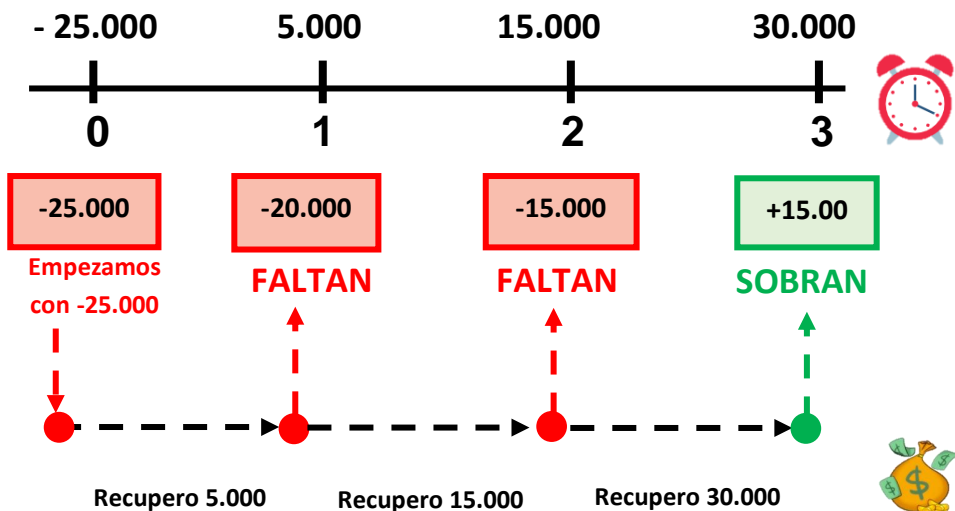 - 25.000 5.000 15.000 30.000
0 1 2 3
-25.000 -20.000 -15.000 +15.00
Empezamos
con -25.000
FALTAN FALTAN SOBRAN
Recupero 5.000 Recupero 15.000 Recupero 30.000